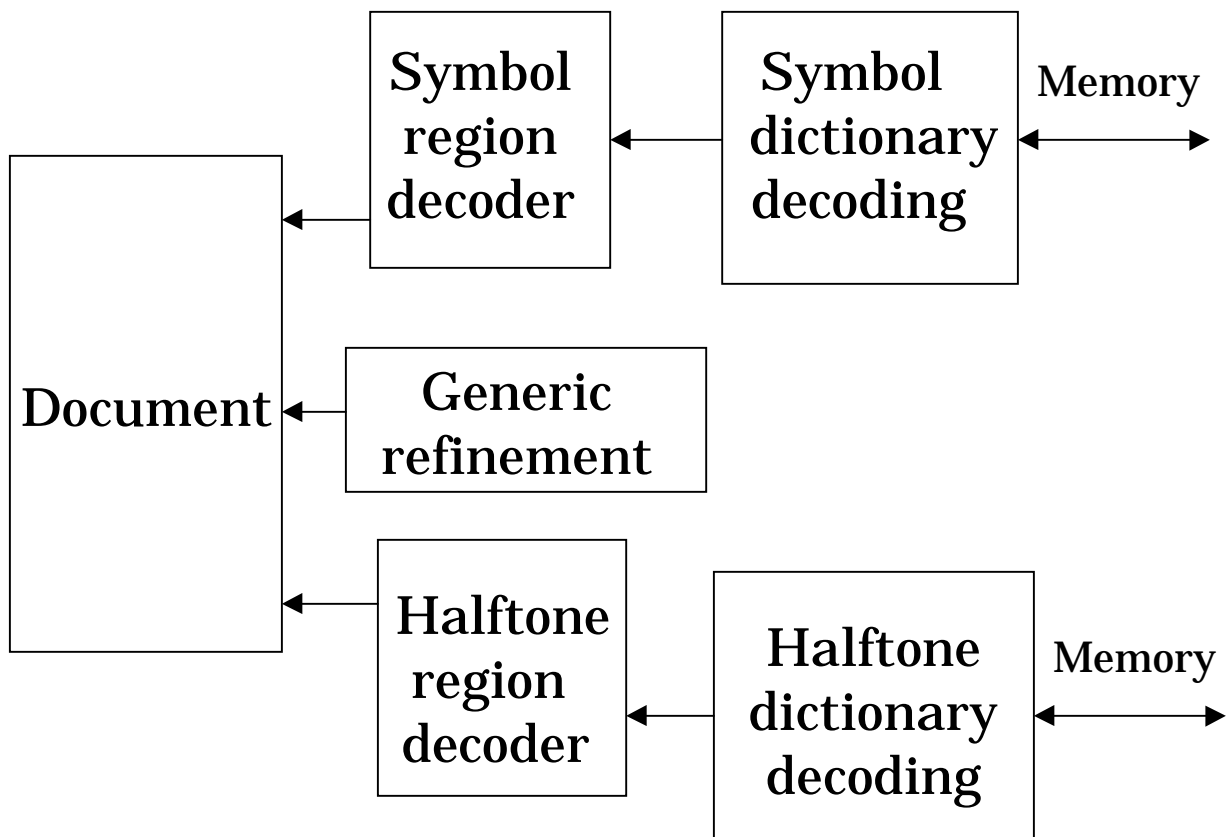 Symbol
region
decoder
Symbol
dictionary
decoding
Memory
Document
Generic
refinement
Halftone
region
decoder
Halftone
dictionary
decoding
Memory